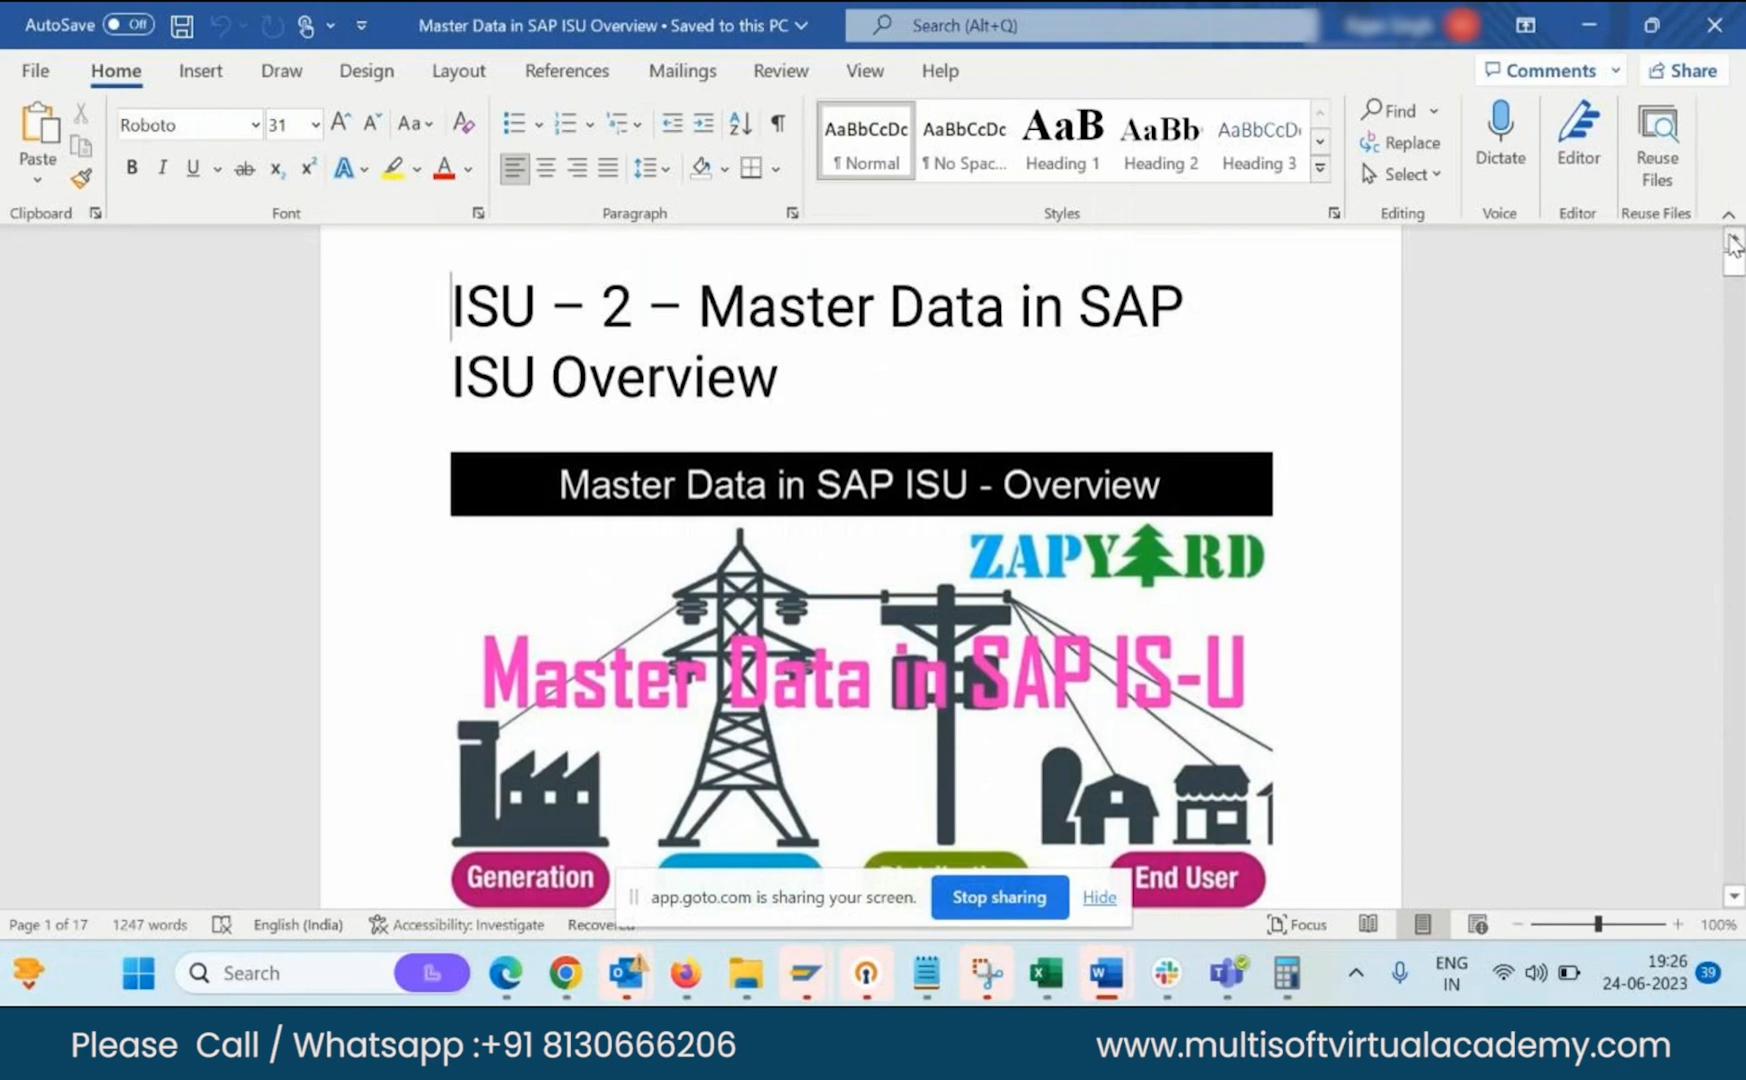 AutoSave Off Master Data in SAP ISU Overview • Saved to this PC Search (Alt+Q)
File Home Insert Draw Design Layout References Mailings Review View Help Comments Share
Paste
Clipboard
Roboto 31 Aa
B I U ab x₂ x² A A
Font
Paragraph
AaBbCcDc AaBbCcDc AaB AaBb AaBbCcD
¶ Normal ¶ No Spac... Heading 1 Heading 2 Heading 3
Styles
Find
Replace
Select
Editing
Dictate
Voice
Editor
Editor
Reuse
Files
Reuse Files
ISU – 2 – Master Data in SAP
ISU Overview
Master Data in SAP ISU - Overview
ZAPYARD
Master Data in SAP IS-U
Generation
End User
app.goto.com is sharing your screen. Stop sharing Hide
Page 1 of 17 1247 words English (India) Accessibility: Investigate Focus 100%
Search
ENG
IN
19:26
24-06-2023
39
Please Call / Whatsapp :+91 8130666206
www.multisoftvirtualacademy.com